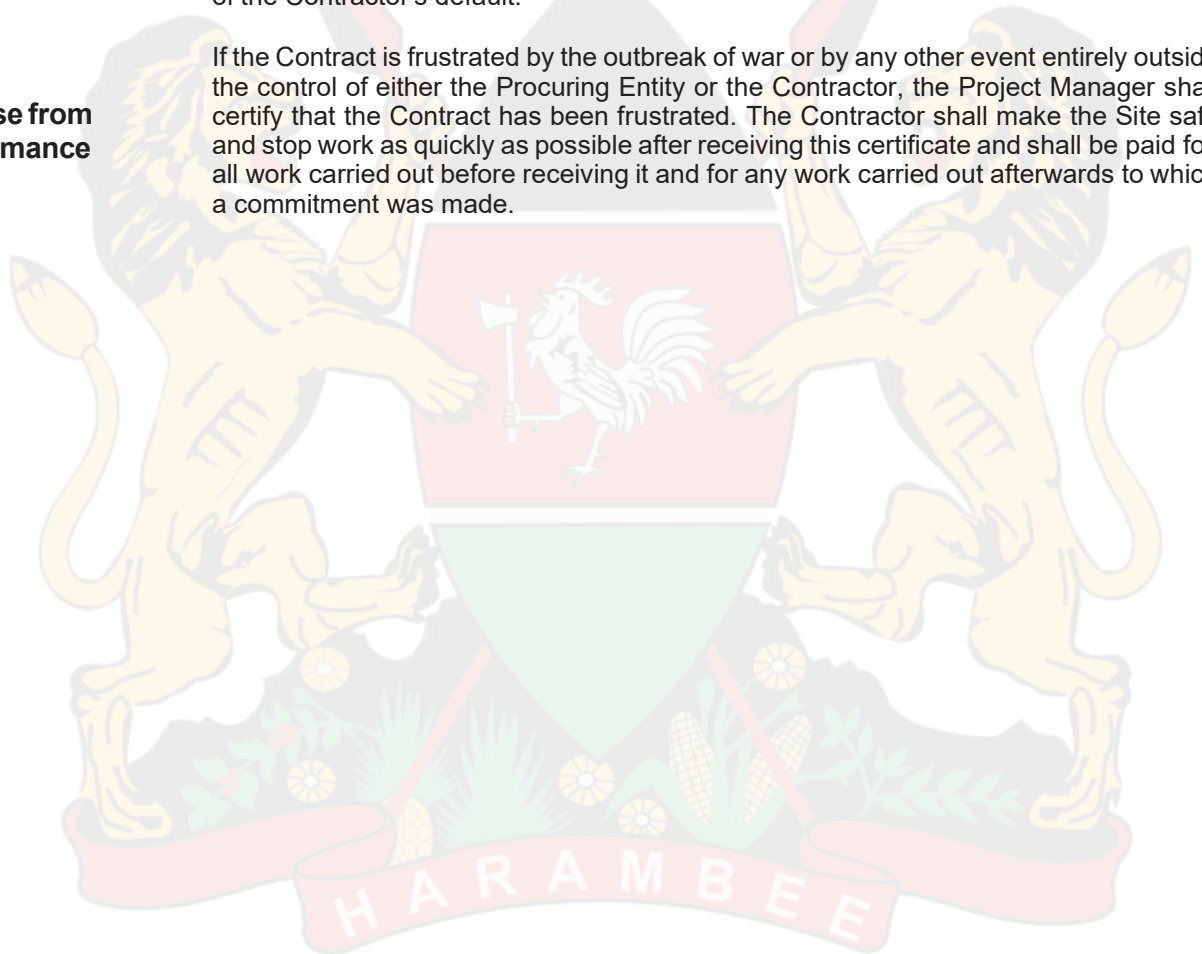 of the Contractor's default.
If the Contract is frustrated by the outbreak of war or by any other event entirely outsid
the control of either the Procuring Entity or the Contractor, the Project Manager sha
se from
certify that the Contract has been frustrated. The Contractor shall make the Site saf
mance
and stop work as quickly as possible after receiving this certificate and shall be paid fo
all work carried out before receiving it and for any work carried out afterwards to whic
a commitment was made.
HARAMBEE